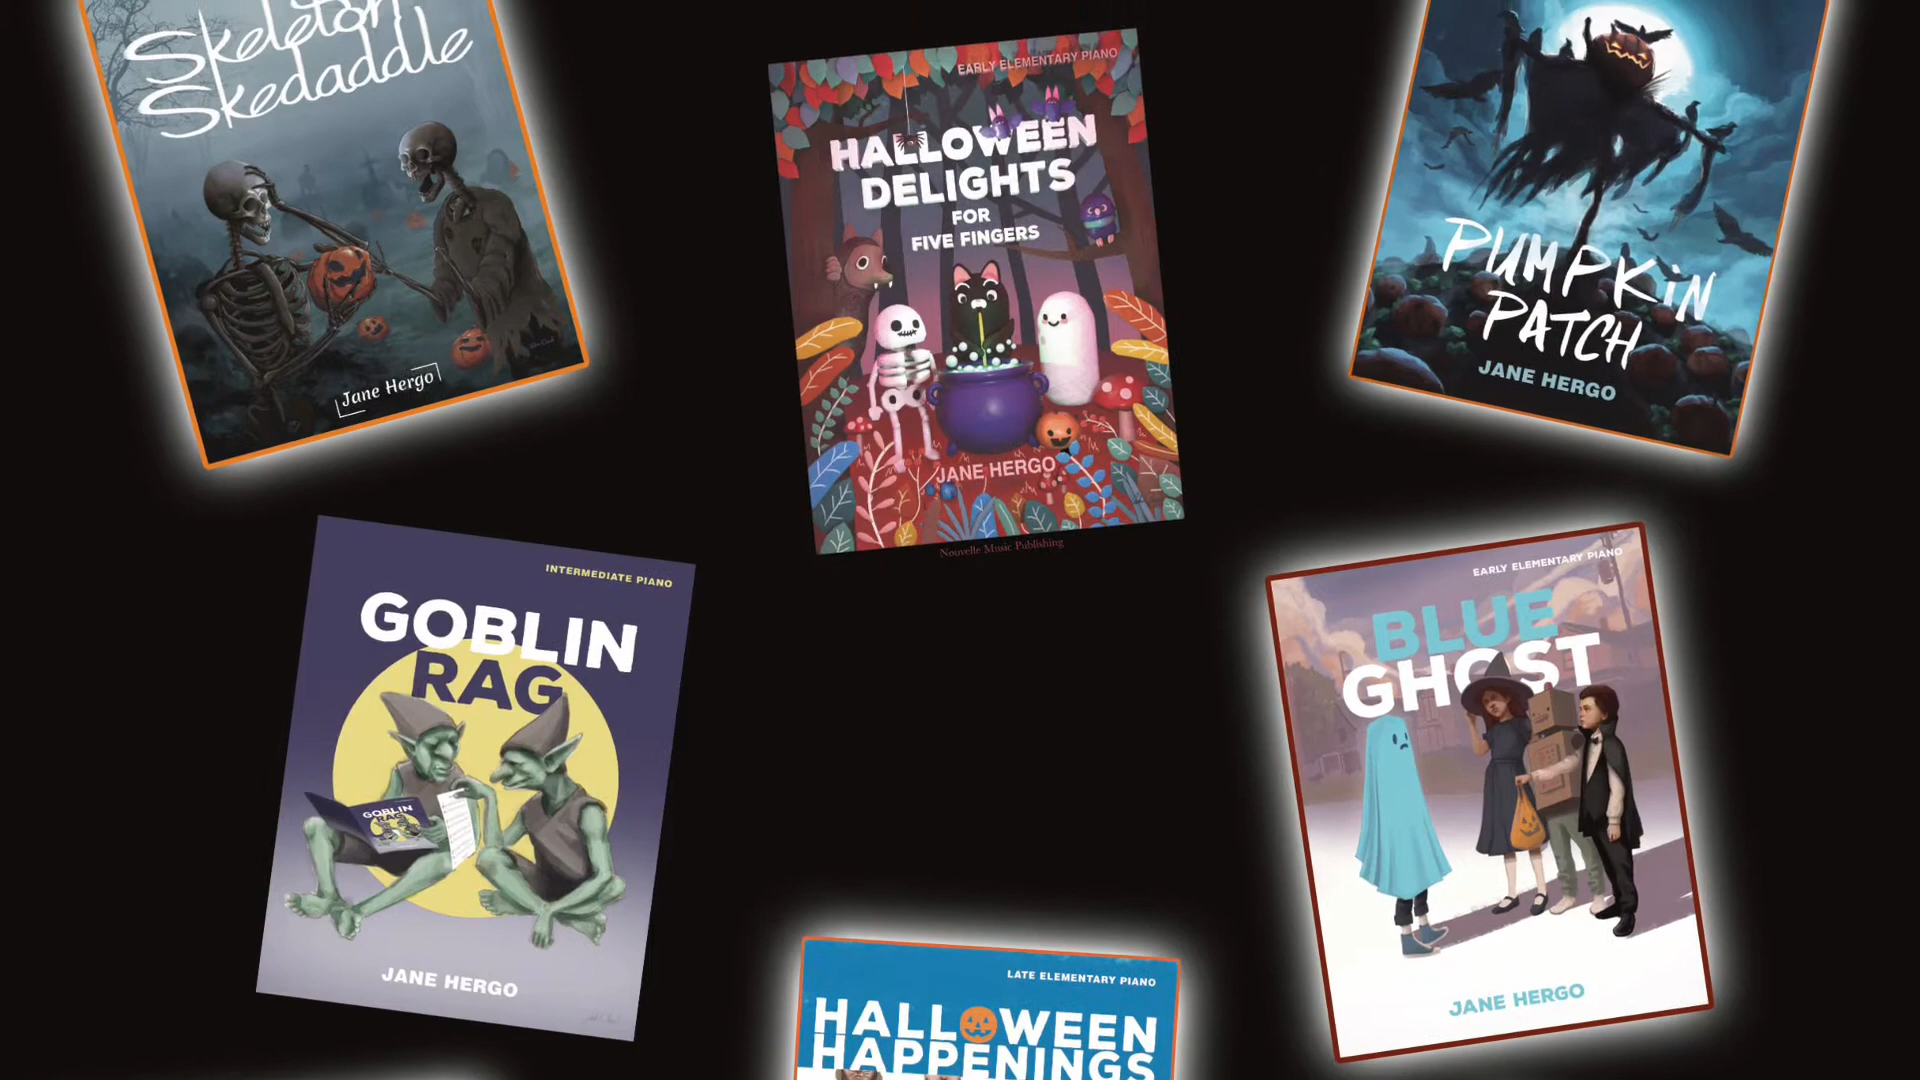 Skeleton
Skedaddle
Jane Hergo
EARLY ELEMENTARY PIANO
HALLOWEEN
DELIGHTS
FOR
FIVE FINGERS
JANE HERGO
Nouvelle Music Publishing
PUMPKiN
PATCH
JANE HERGO
INTERMEDIATE PIANO
GOBLIN
RAG
GOBLIN
RAG
JANE HERGO
EARLY ELEMENTARY PIANO
BLUE
GHOST
JANE HERGO
LATE ELEMENTARY PIANO
HALLOWEEN
HAPPENINGS